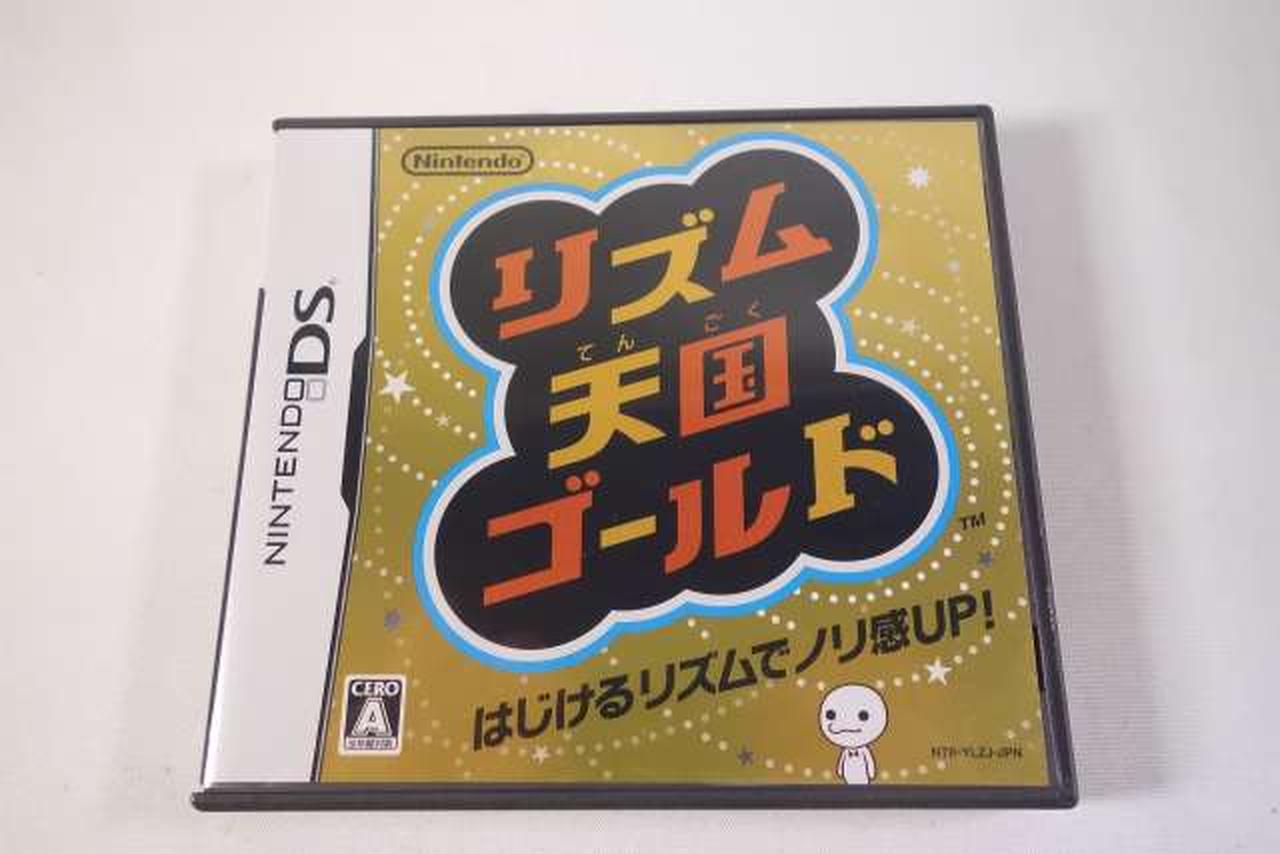 Nintendo
リズム
てんごく
天国
ゴールド
TM
はじけるリズムでノリ感UP!
NINTENDO DS
CERO
A
NTR-YLZJ-JPN